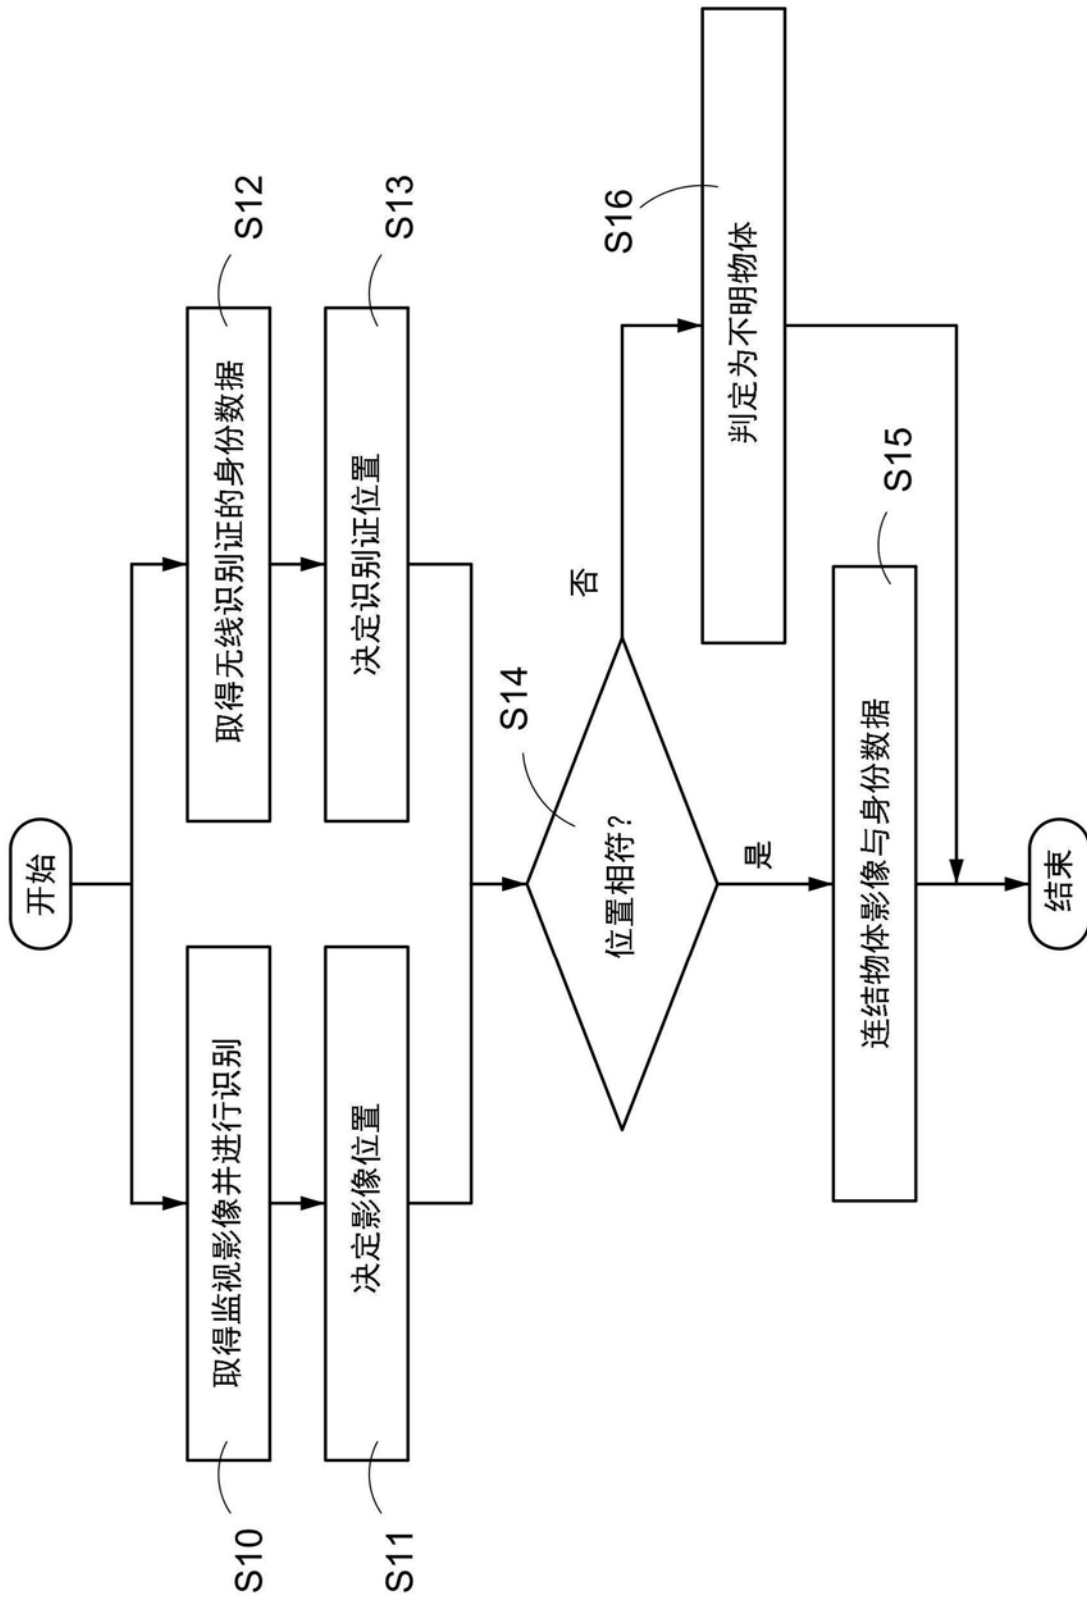 开始
S10
取得监视影像并进行识别
取得无线识别证的身份数据
S12
S11
决定影像位置
决定识别证位置
S13
S14
位置相符?
否
S16
判定为不明物体
是
连结物体影像与身份数据
S15
结束